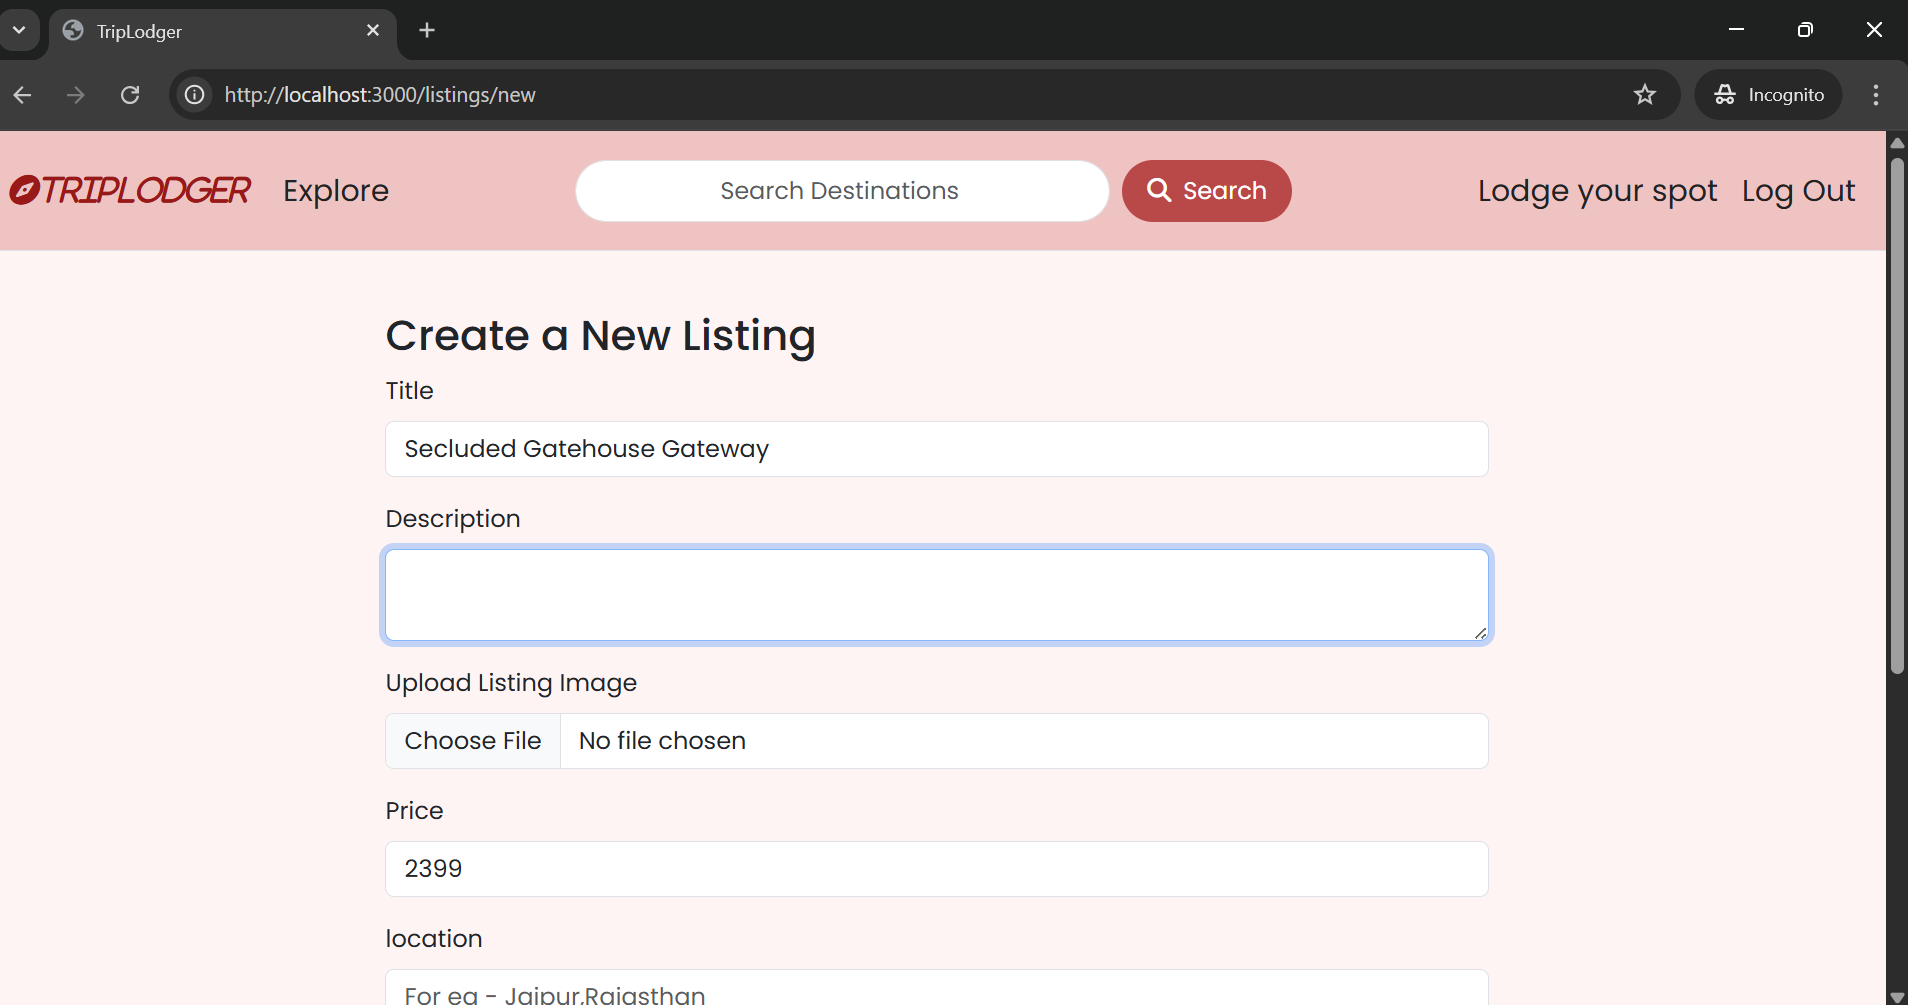 TripLodger
http://localhost:3000/listings/new
Incognito
TRIPLODGER
Explore
Search Destinations
Search
Lodge your spot
Log Out
Create a New Listing
Title
Secluded Gatehouse Gateway
Description
Upload Listing Image
Choose File
No file chosen
Price
2399
location
For eg - Jaipur,Rajasthan